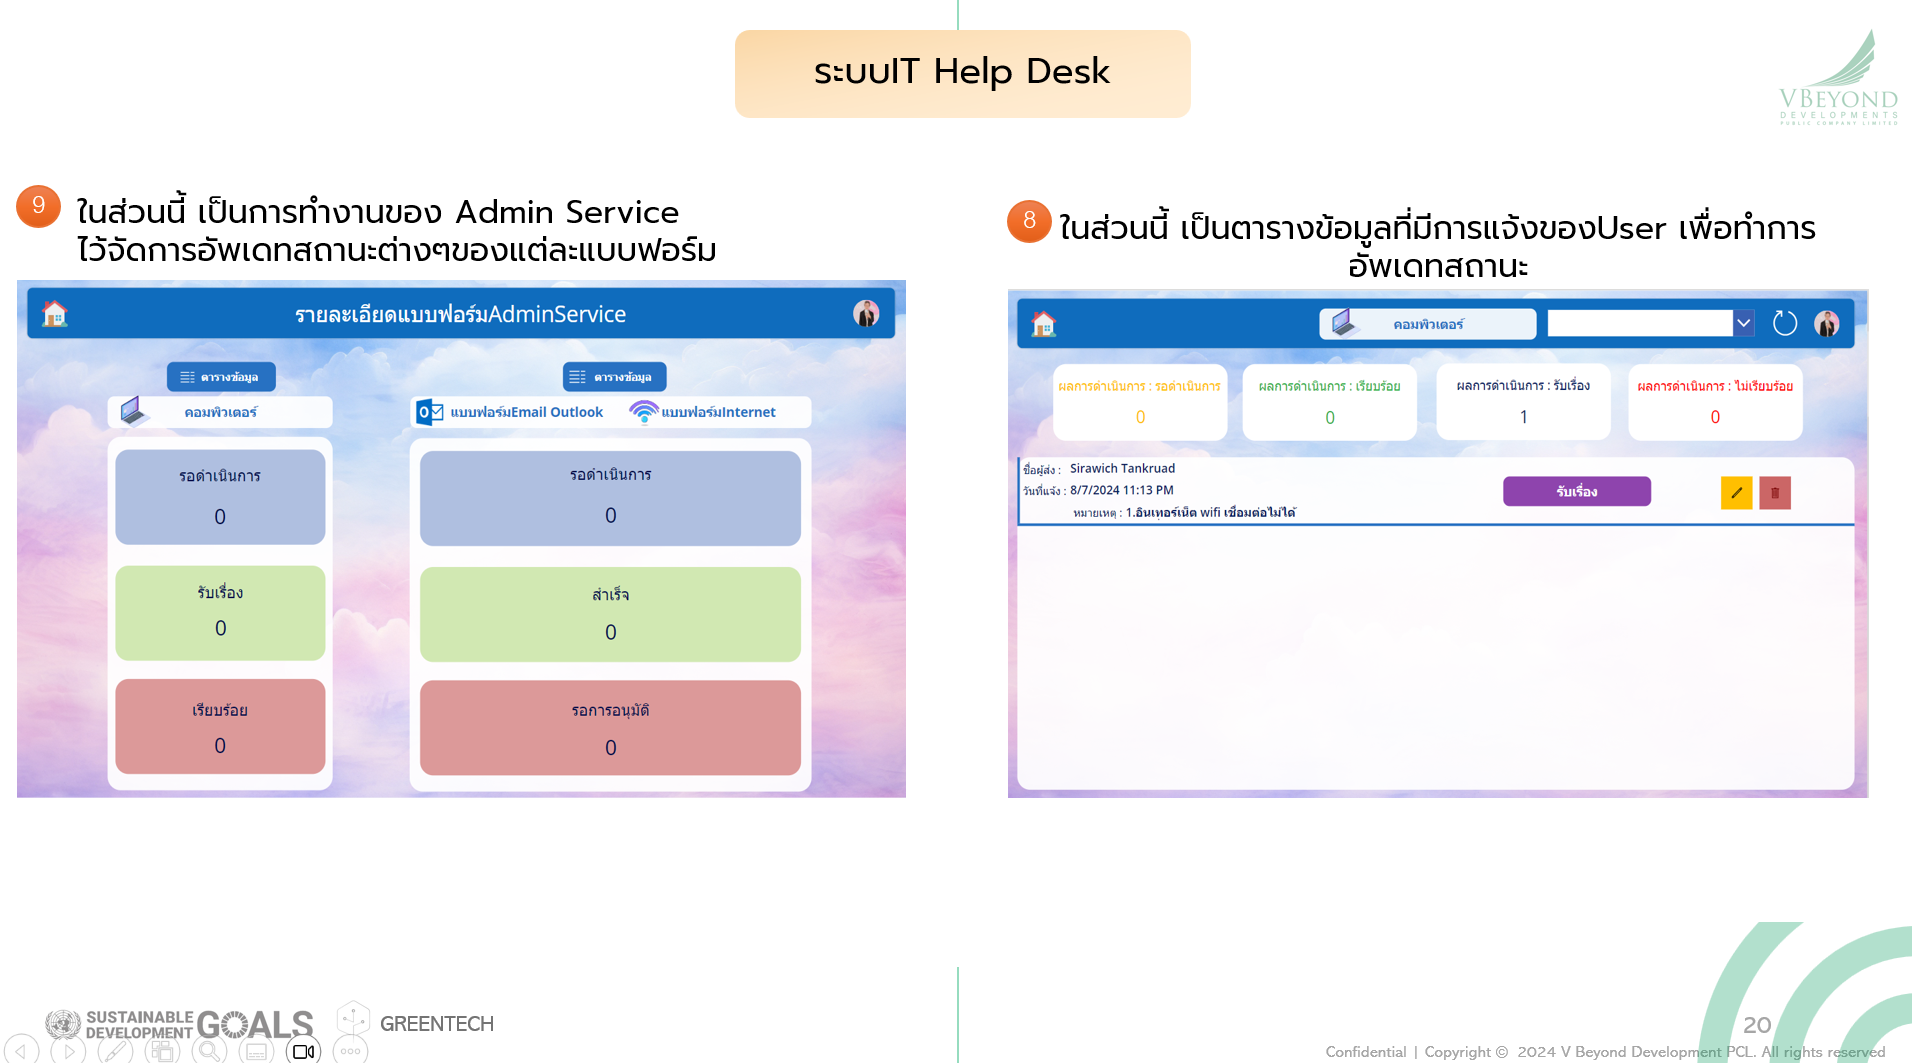 ระบบIT Help Desk
VBEYOND
DEVELOPMENTS
PUBLIC COMPANY LIMITED
9
ในส่วนนี้ เป็นการทำงานของ Admin Service
ไว้จัดการอัพเดทสถานะต่างๆของแต่ละแบบฟอร์ม
รายละเอียดแบบฟอร์มAdminService
ตารางข้อมูล
ตารางข้อมูล
คอมพิวเตอร์
แบบฟอร์มEmail Outlook
แบบฟอร์มInternet
รอดำเนินการ
0
รอดำเนินการ
0
รับเรื่อง
0
สำเร็จ
0
เรียบร้อย
0
รอการอนุมัติ
0
8
ในส่วนนี้ เป็นตารางข้อมูลที่มีการแจ้งของUser เพื่อทำการ
อัพเดทสถานะ
คอมพิวเตอร์
ผลการดำเนินการ : รอดำเนินการ
0
ผลการดำเนินการ : เรียบร้อย
0
ผลการดำเนินการ : รับเรื่อง
1
ผลการดำเนินการ : ไม่เรียบร้อย
0
ชื่อผู้ส่ง : Sirawich Tankruad
วันที่แจ้ง : 8/7/2024 11:13 PM
หมายเหตุ : 1.อินเทอร์เน็ต wifi เชื่อมต่อไม่ได้
รับเรื่อง
SUSTAINABLE
DEVELOPMENT
GOALS
GREENTECH
20
Confidential | Copyright © 2024 V Beyond Development PCL. All rights reserved